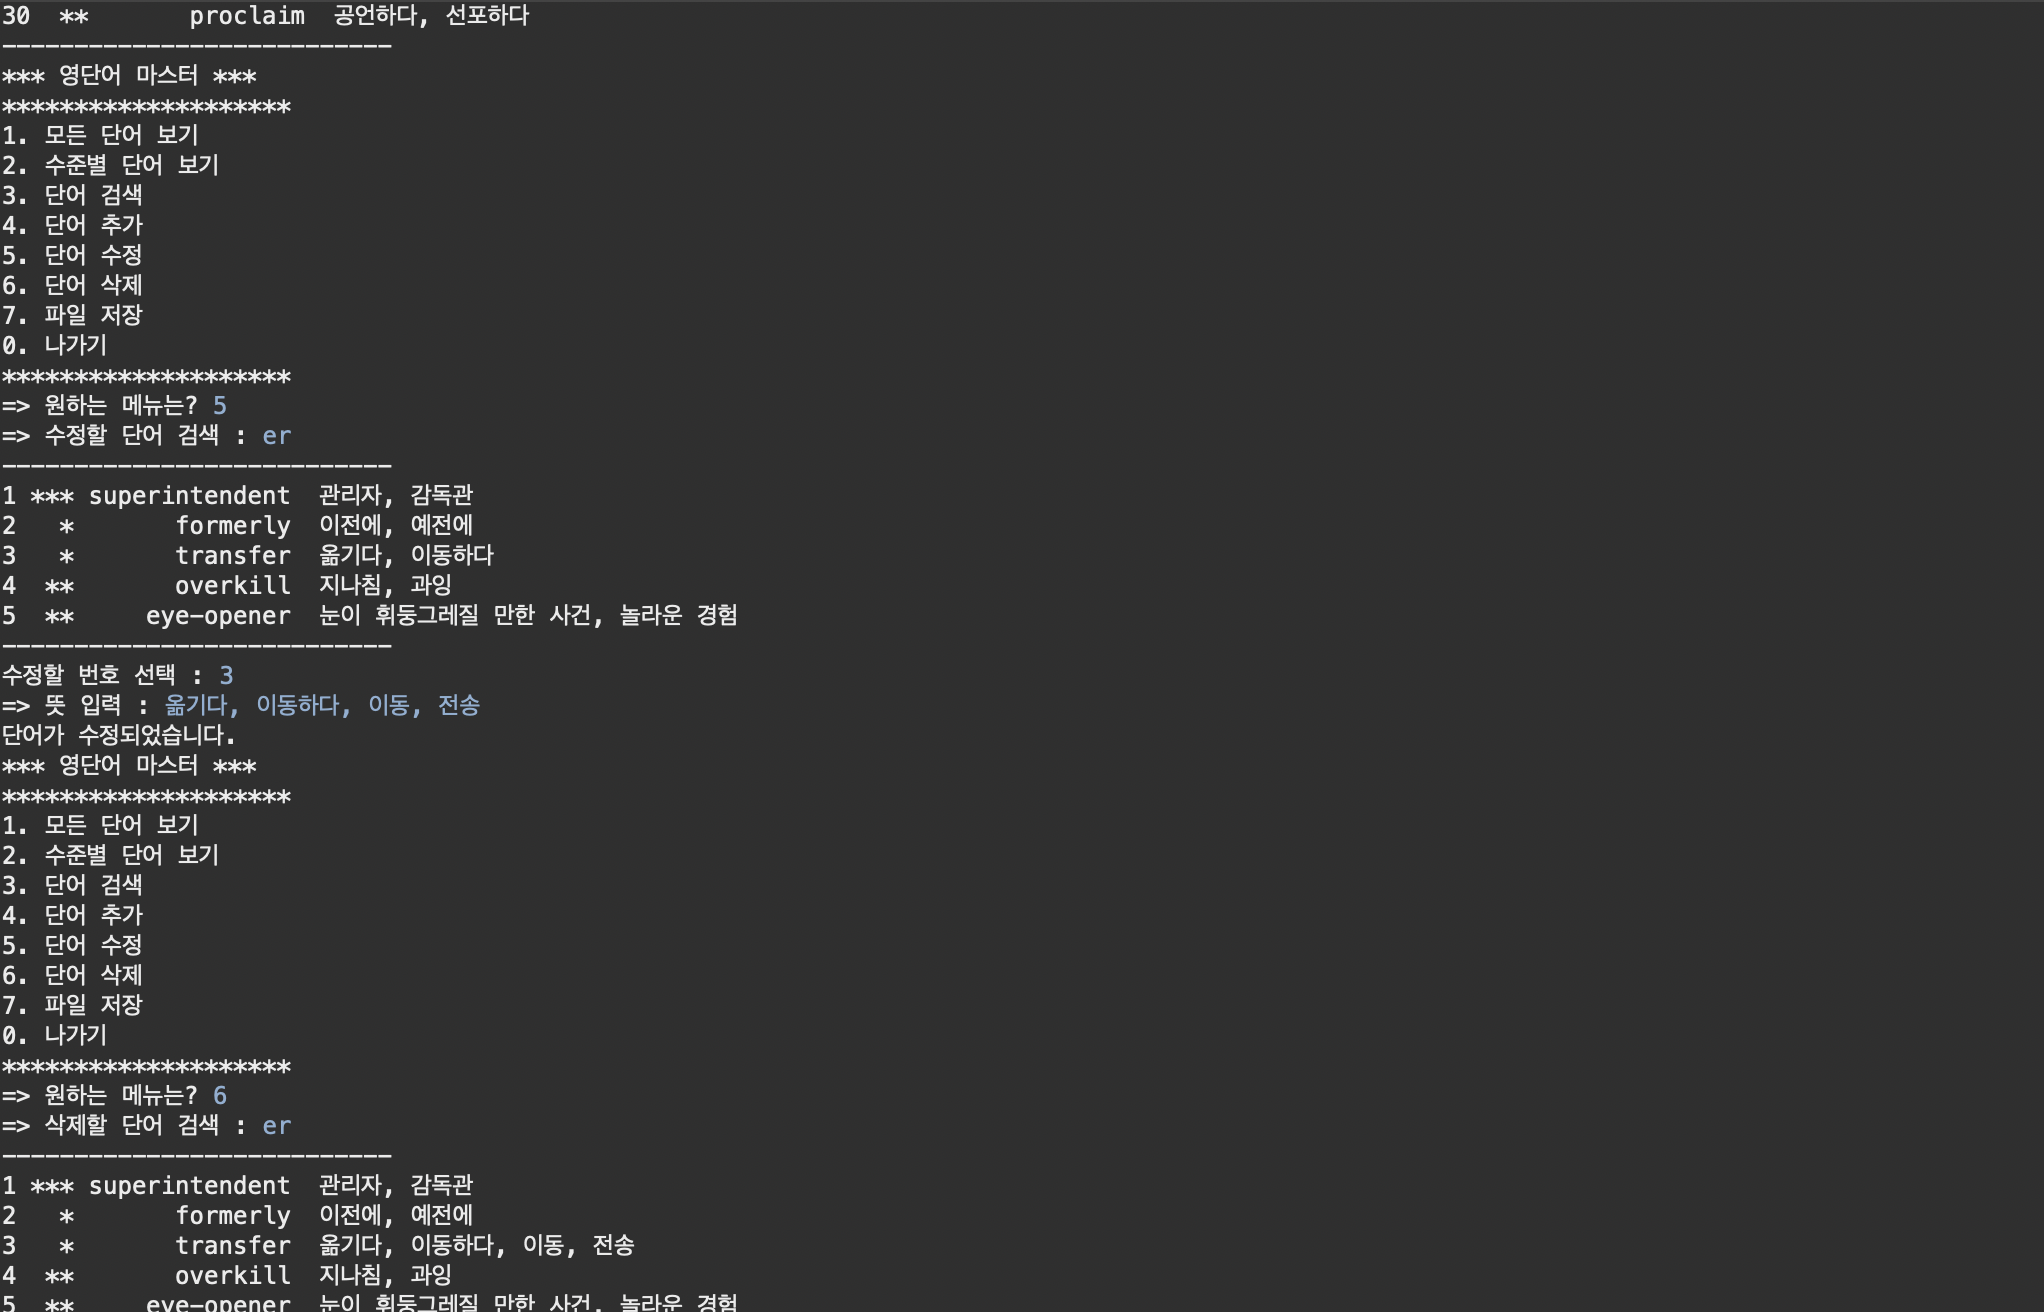 30  **       proclaim  공언하다, 선포하다
---------------------------
*** 영단어 마스터 ***
********************
1. 모든 단어 보기
2. 수준별 단어 보기
3. 단어 검색
4. 단어 추가
5. 단어 수정
6. 단어 삭제
7. 파일 저장
0. 나가기
********************
=> 원하는 메뉴는? 5
=> 수정할 단어 검색 : er
---------------------------
1 *** superintendent  관리자, 감독관
2   *       formerly  이전에, 예전에
3   *       transfer  옮기다, 이동하다
4  **       overkill  지나침, 과잉
5  **     eye-opener  눈이 휘둥그레질 만한 사건, 놀라운 경험
---------------------------
수정할 번호 선택 : 3
=> 뜻 입력 : 옮기다, 이동하다, 이동, 전송
단어가 수정되었습니다.
*** 영단어 마스터 ***
********************
1. 모든 단어 보기
2. 수준별 단어 보기
3. 단어 검색
4. 단어 추가
5. 단어 수정
6. 단어 삭제
7. 파일 저장
0. 나가기
********************
=> 원하는 메뉴는? 6
=> 삭제할 단어 검색 : er
---------------------------
1 *** superintendent  관리자, 감독관
2   *       formerly  이전에, 예전에
3   *       transfer  옮기다, 이동하다, 이동, 전송
4  **       overkill  지나침, 과잉
5  **     eye-opener  눈이 휘둥그레질 만한 사건, 놀라운 경험